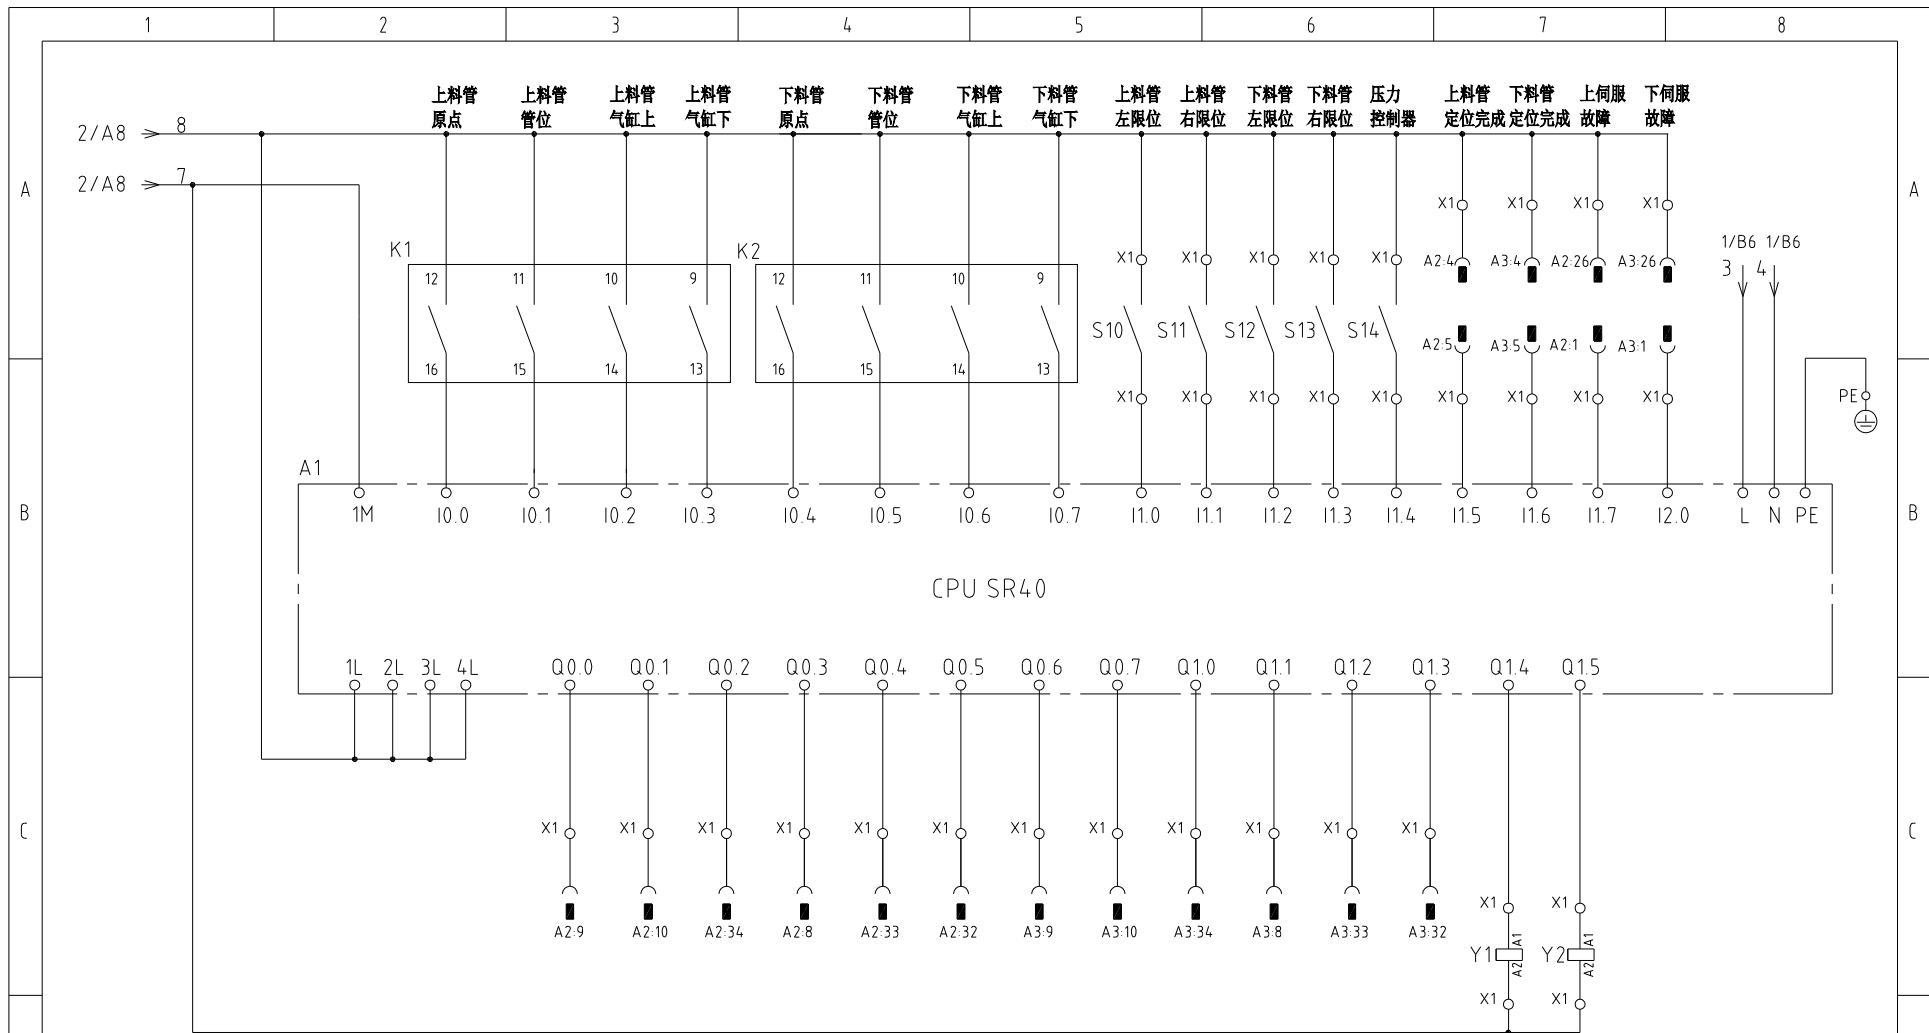 1 2 3 4 5 6 7 8
上料管 上料管 上料管 上料管 下料管 下料管 下料管 下料管 上料管 上料管 下料管 下料管 压力 上料管 下料管 上伺服 下伺服
原点 管位 气缸上 气缸下 原点 管位 气缸上 气缸下 左限位 右限位 左限位 右限位 控制器 定位完成 定位完成 故障 故障
2/A8 8
2/A8 7
A A
X1 X1 X1 X1
K1 K2
X1 X1 X1 X1 X1
A2:4 A3:4 A2:26 A3:26
1/B6 1/B6
3 4
12 11 10 9 12 11 10 9
S10 S11 S12 S13 S14
A2:5 A3:5 A2:1 A3:1
16 15 14 13 16 15 14 13
X1 X1 X1 X1 X1 X1 X1 X1 X1
PE
A1
B B
1M I0.0 I0.1 I0.2 I0.3 I0.4 I0.5 I0.6 I0.7 I1.0 I1.1 I1.2 I1.3 I1.4 I1.5 I1.6 I1.7 I2.0 L N PE
CPU SR40
1L 2L 3L 4L Q0.0 Q0.1 Q0.2 Q0.3 Q0.4 Q0.5 Q0.6 Q0.7 Q1.0 Q1.1 Q1.2 Q1.3 Q1.4 Q1.5
C C
X1 X1 X1 X1 X1 X1 X1 X1 X1 X1 X1 X1
A2:9 A2:10 A2:34 A2:8 A2:33 A2:32 A3:9 A3:10 A3:34 A3:8 A3:33 A3:32
X1 X1
A1 A1
Y1 Y2
A2 A2
X1 X1